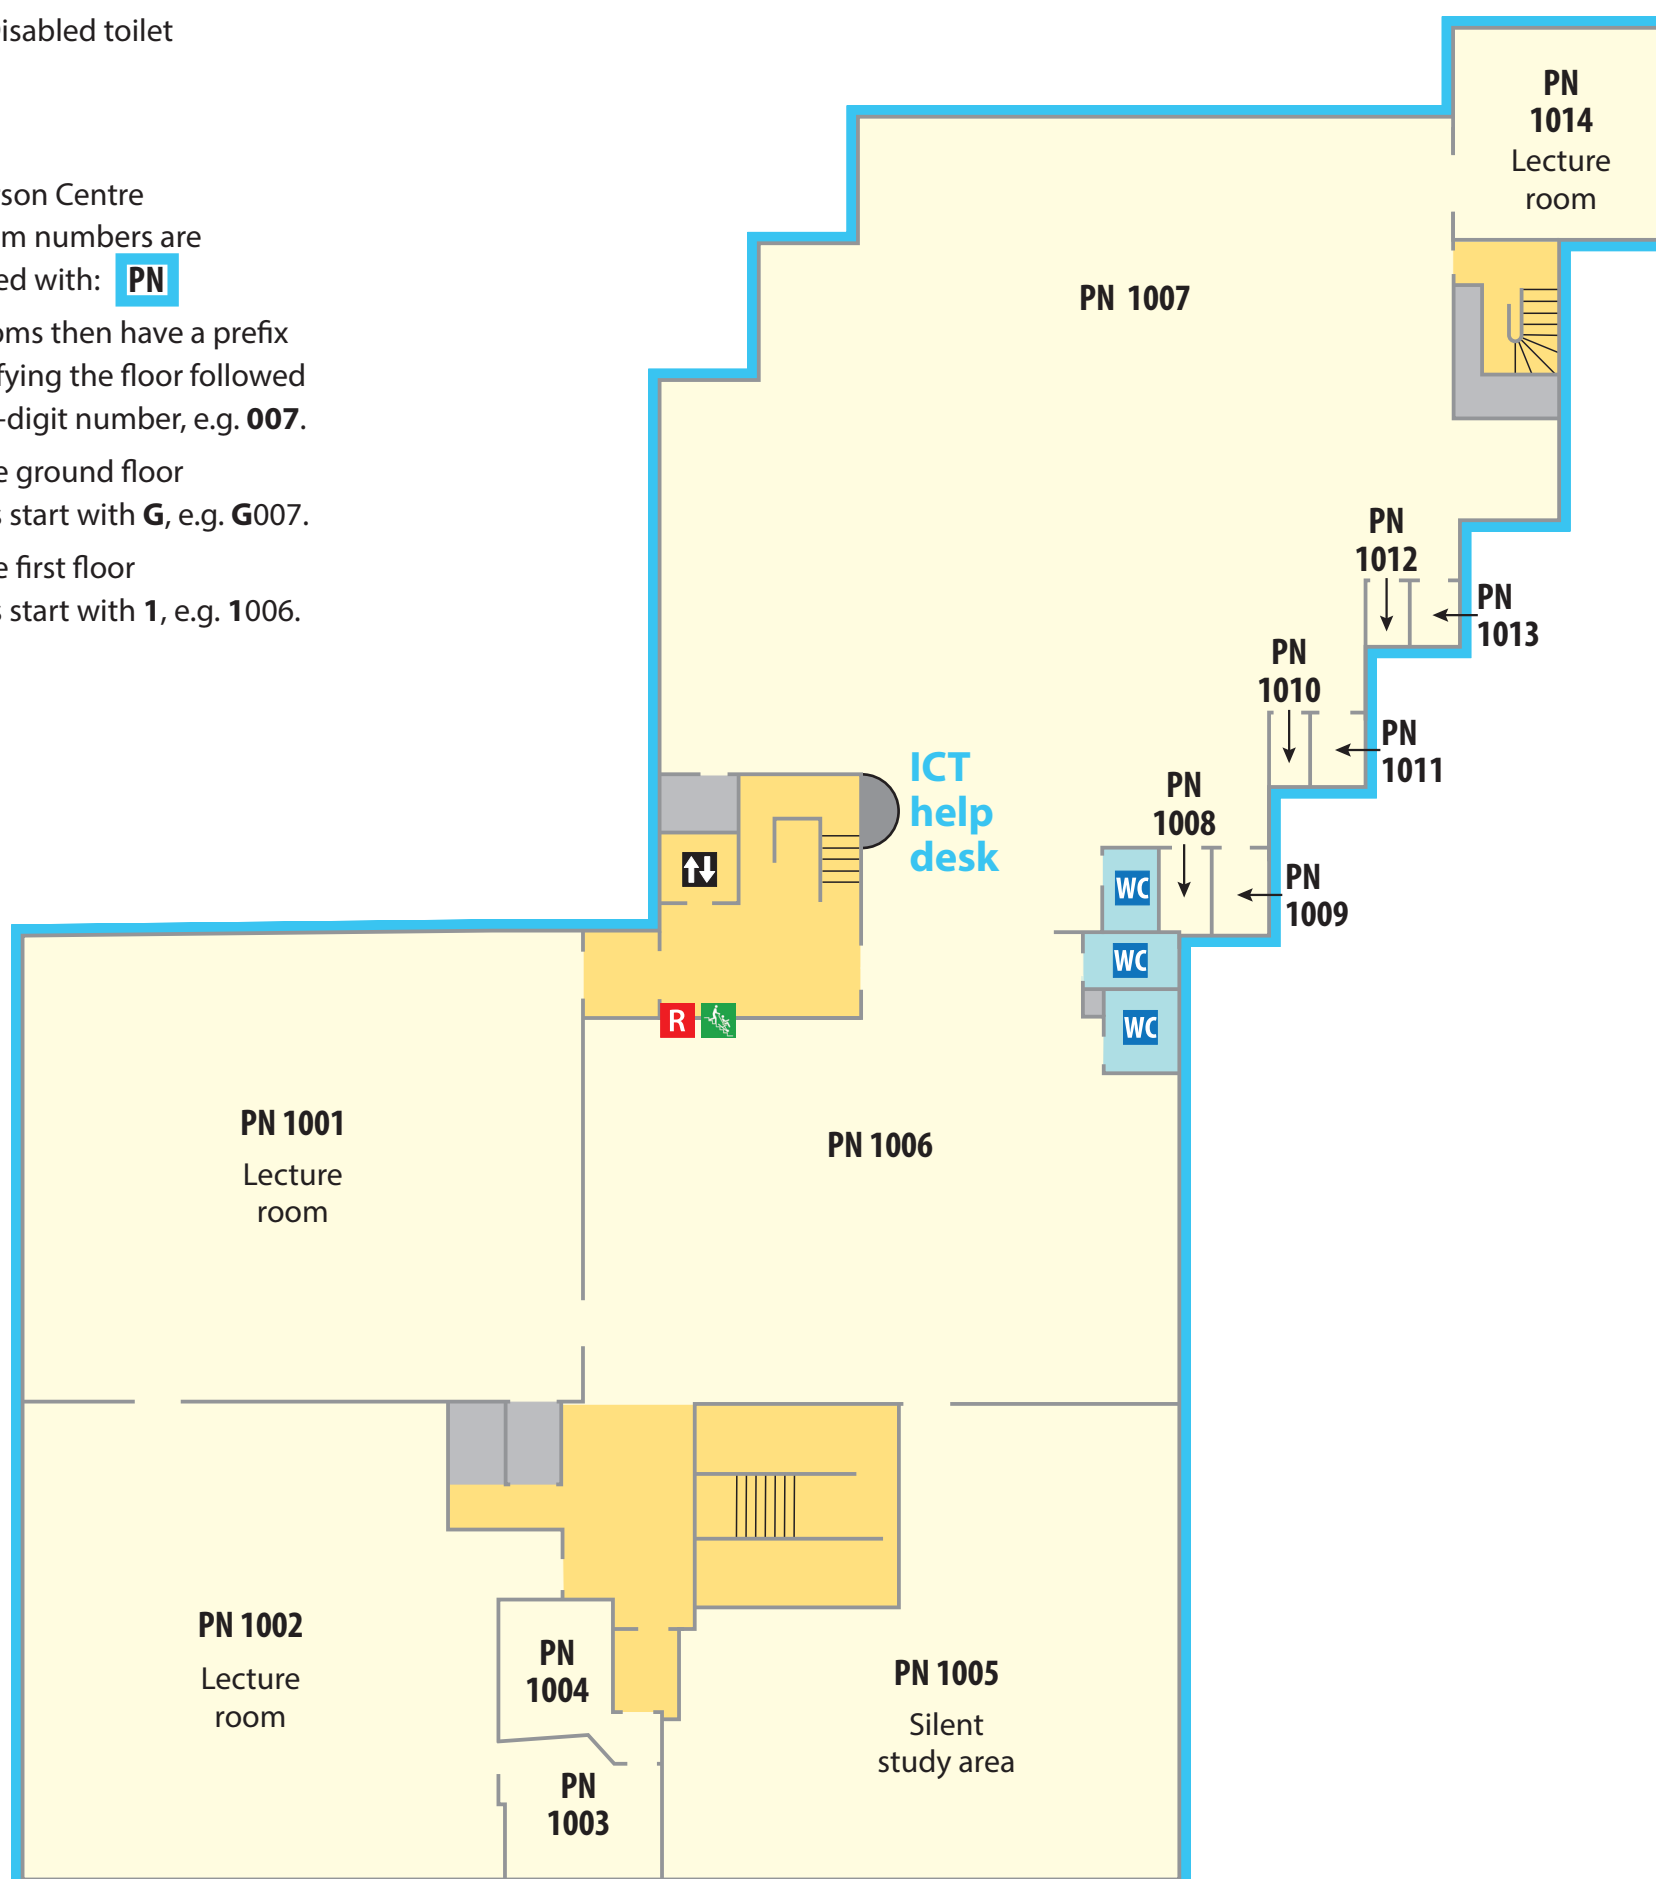 isabled toilet
son Centre
m numbers are
ed with: PN
oms then have a prefix
fying the floor followed
-digit number, e.g. 007.
e ground floor
s start with G, e.g. G007.
e first floor
s start with 1, e.g. 1006.
PN
1014
Lecture
room
PN 1007
PN
1012
PN
1013
PN
1010
PN
1011
ICT
help
desk
PN
1008
PN
1009
WC
WC
WC
R
PN 1001
Lecture
room
PN 1006
PN 1002
Lecture
room
PN
1004
PN 1005
Silent
study area
PN
1003